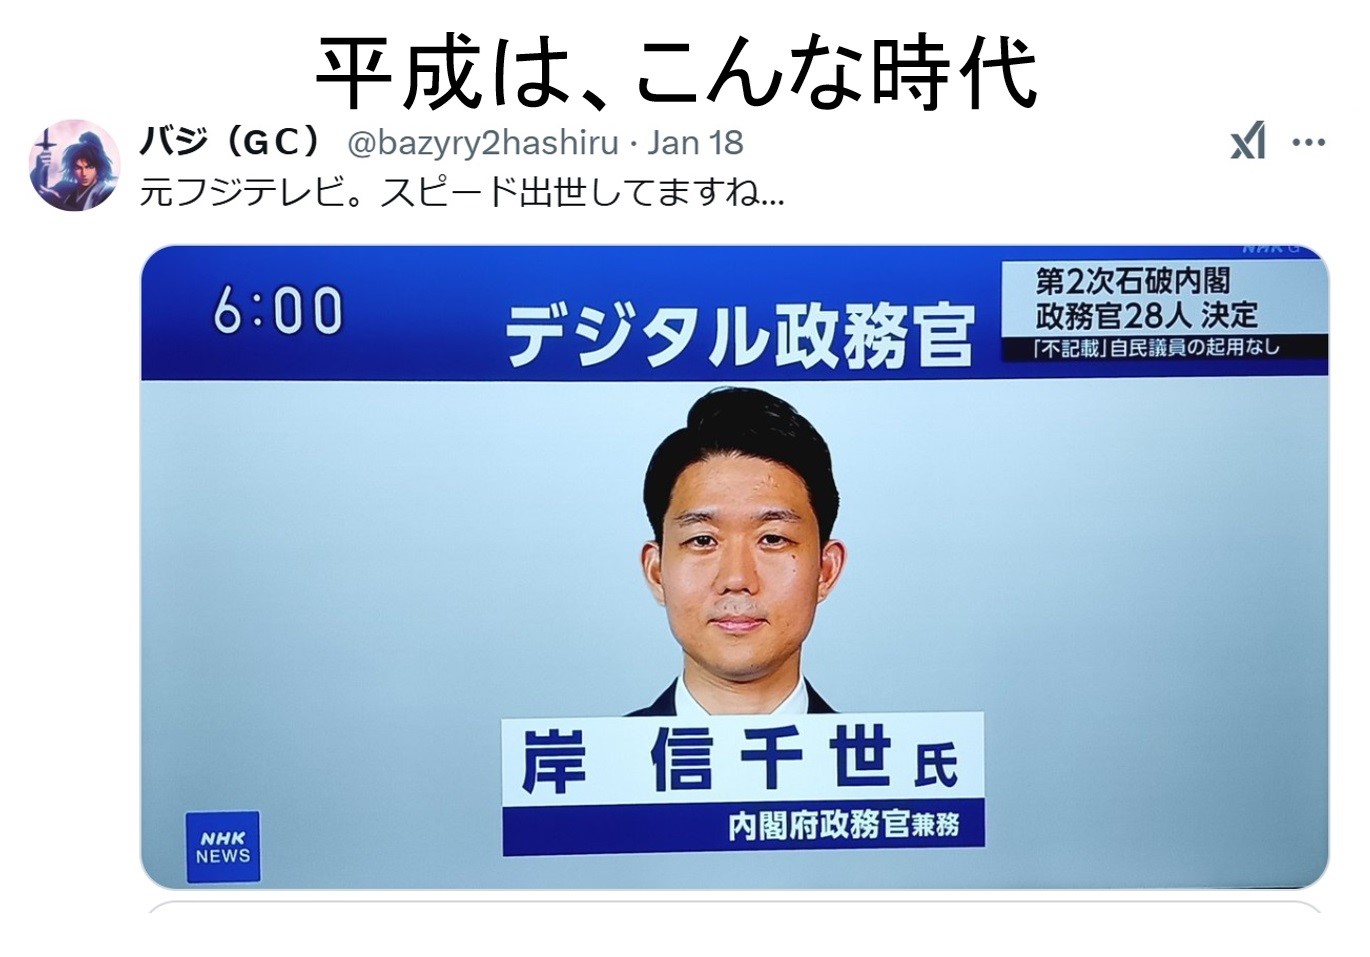 平成は、こんな時代
バジ（GC） @bazyry2hashiru · Jan 18
元フジテレビ。スピード出世してますね...
NHK G
6:00
デジタル政務官
第2次石破内閣
政務官28人 決定
「不記載」自民議員の起用なし
岸 信千世氏
内閣府政務官兼務
NHK
NEWS